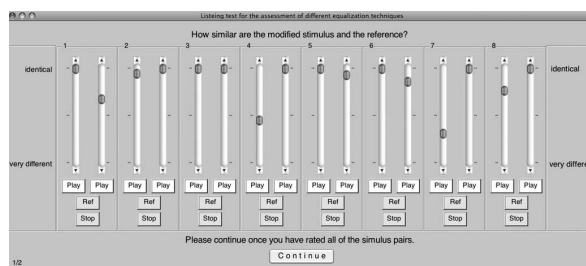 Listeing test for the assessment of different equalization techniques
How similar are the modified stimulus and the reference?
1 2 3 4 5 6 7 8
identical identical
very different very differe
Play Play Play Play Play Play Play Play Play Play Play Play Play Play Play Play
Ref Ref Ref Ref Ref Ref Ref Ref
Stop Stop Stop Stop Stop Stop Stop Stop
Please continue once you have rated all of the simulus pairs.
Continue
1/2